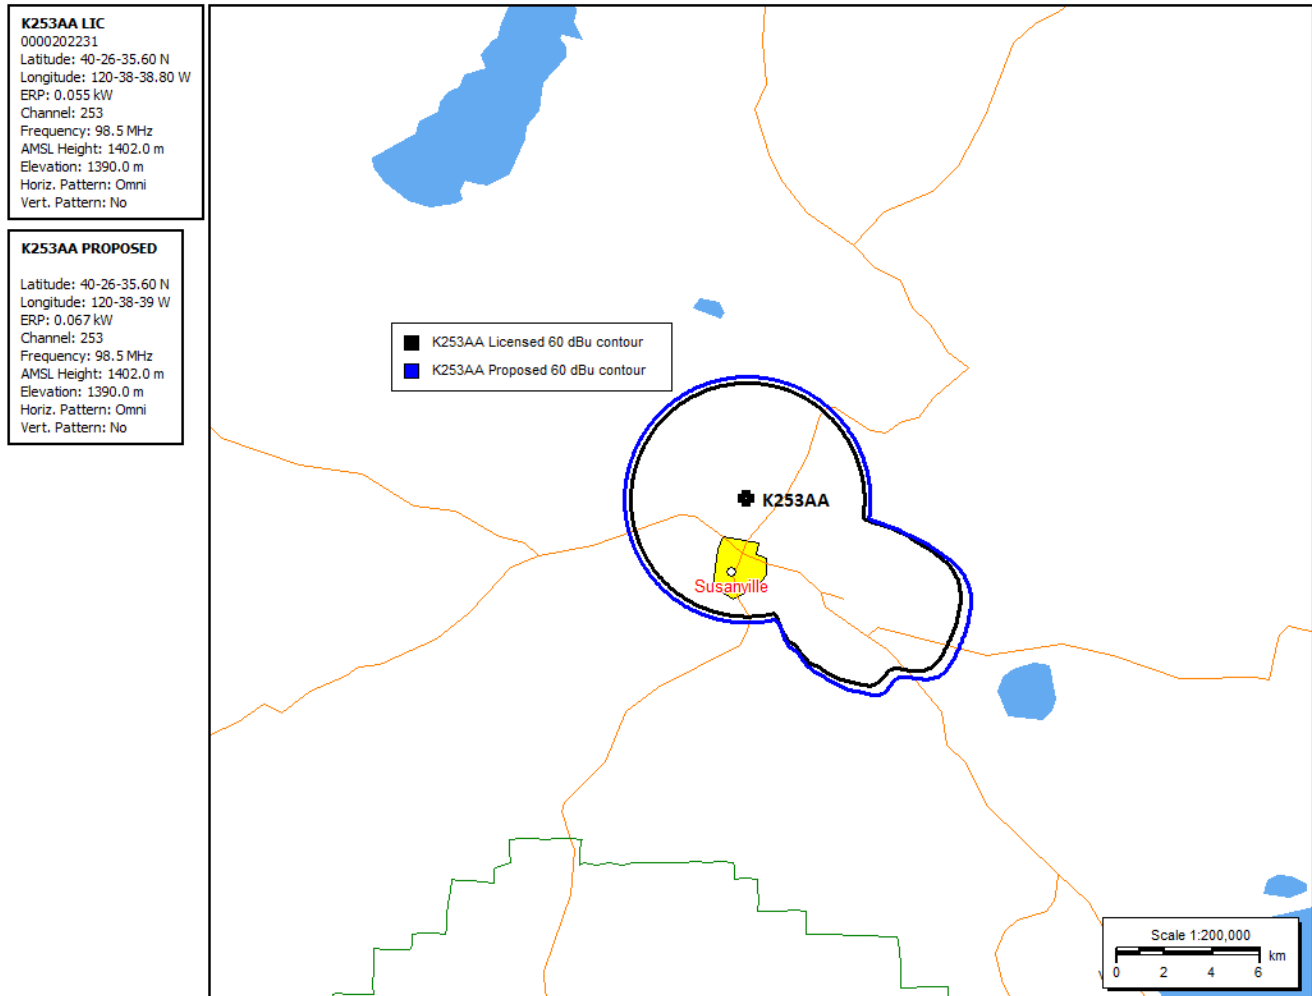 K253AA LIC
0000202231
Latitude: 40-26-35.60 N
Longitude: 120-38-38.80 W
ERP: 0.055 kW
Channel: 253
Frequency: 98.5 MHz
AMSL Height: 1402.0 m
Elevation: 1390.0 m
Horiz. Pattern: Omni
Vert. Pattern: No
K253AA PROPOSED
Latitude: 40-26-35.60 N
Longitude: 120-38-39 W
ERP: 0.067 kW
Channel: 253
Frequency: 98.5 MHz
AMSL Height: 1402.0 m
Elevation: 1390.0 m
Horiz. Pattern: Omni
Vert. Pattern: No
K253AA Licensed 60 dBu contour
K253AA Proposed 60 dBu contour
K253AA
Susanville
Scale 1:200,000
km
0 2 4 6